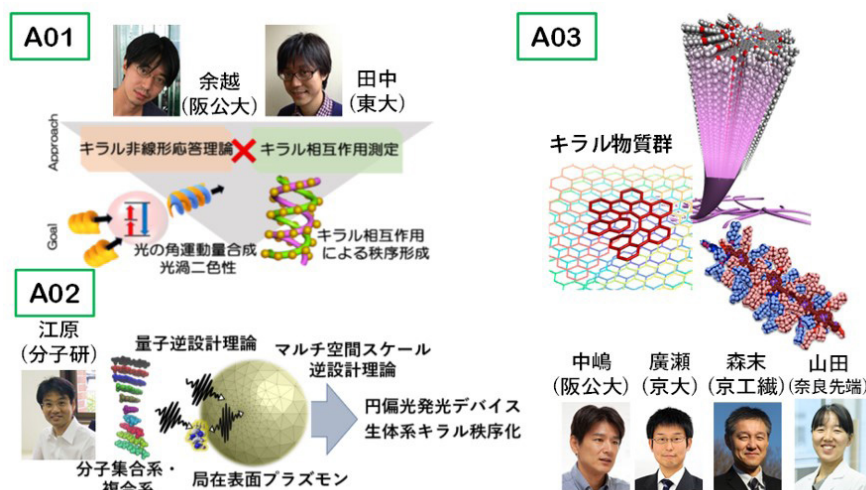 A01
余越
(阪公大)
田中
(東大)
Approach
キラル非線形応答理論
キラル相互作用測定
Goal
光の角運動量合成
光渦二色性
キラル相互作用
による秩序形成
A02
江原
(分子研)
量子逆設計理論
マルチ空間スケール
逆設計理論
円偏光発光デバイス
生体系キラル秩序化
分子集合系・
複合系
局在表面プラズモン
A03
キラル物質群
中嶋
(阪公大)
廣瀬
(京大)
森末
(京工繊)
山田
(奈良先端)